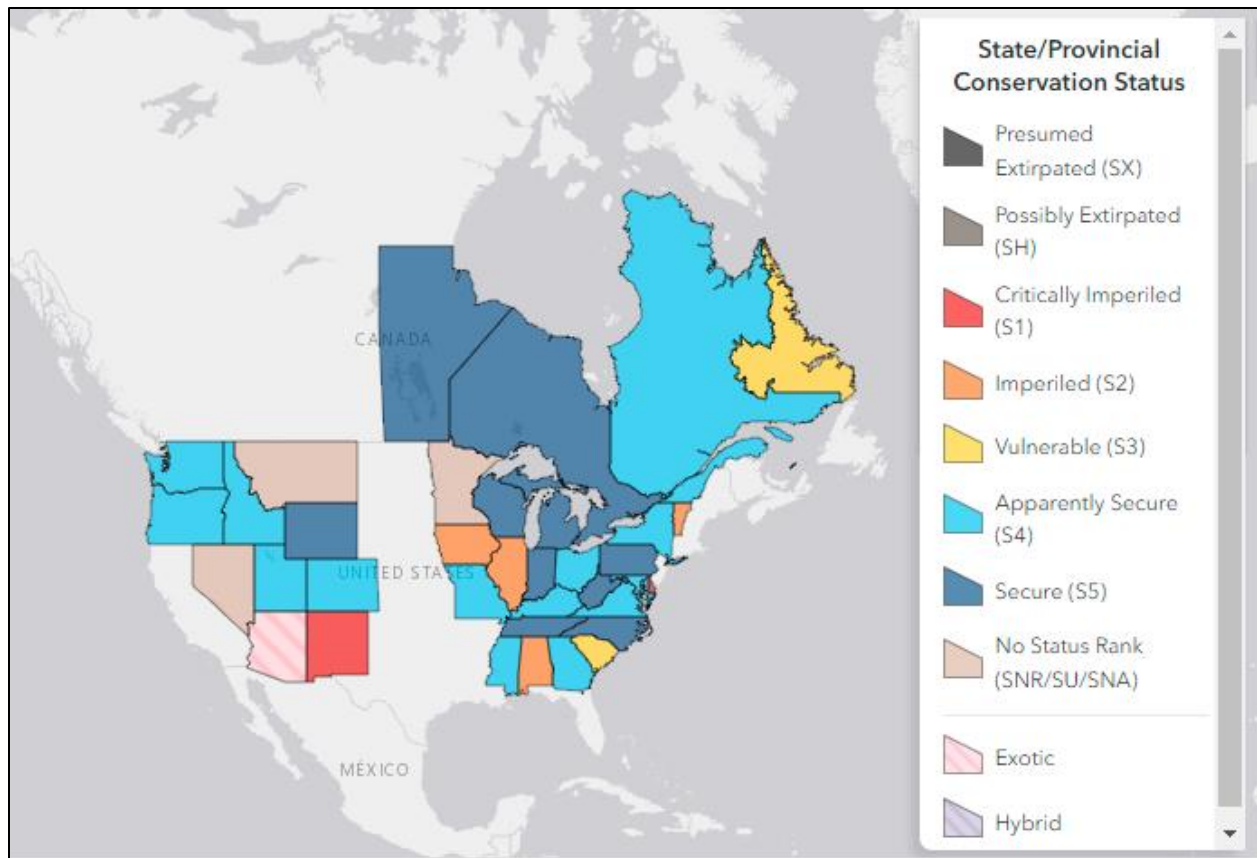 State/Provincial
Conservation Status
Presumed
Extirpated (SX)
Possibly Extirpated
(SH)
Critically Imperiled
(S1)
Imperiled (S2)
Vulnerable (S3)
Apparently Secure
(S4)
Secure (S5)
No Status Rank
(SNR/SU/SNA)
Exotic
Hybrid
CANADA
UNITED STATES
MÉXICO